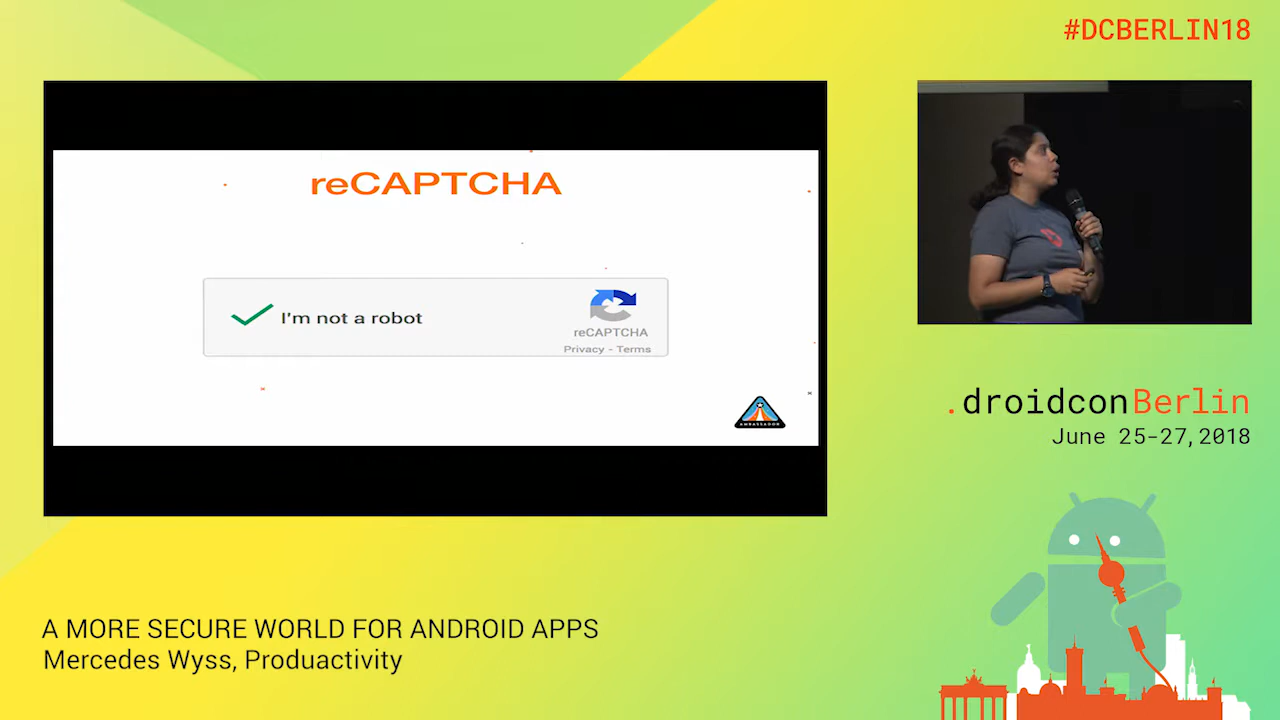 #DCBERLIN18
reCAPTCHA
I'm not a robot
reCAPTCHA
Privacy - Terms
AMBASSADOR
.droidconBerlin
June 25-27, 2018
A MORE SECURE WORLD FOR ANDROID APPS
Mercedes Wyss, Produactivity